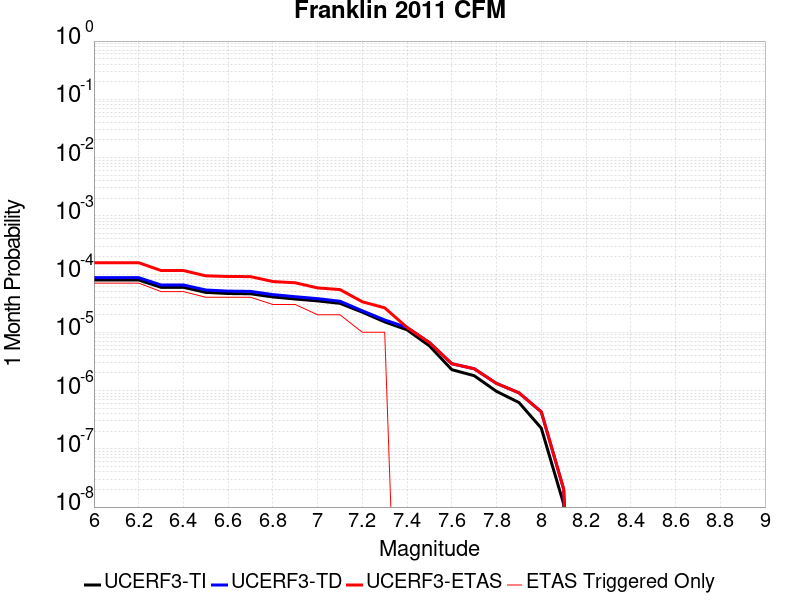 Franklin 2011 CFM
10^0
10^-1
10^-2
10^-3
10^-4
10^-5
10^-6
10^-7
10^-8
1 Month Probability
6 6.2 6.4 6.6 6.8 7 7.2 7.4 7.6 7.8 8 8.2 8.4 8.6 8.8 9
Magnitude
UCERF3-TI UCERF3-TD UCERF3-ETAS ETAS Triggered Only